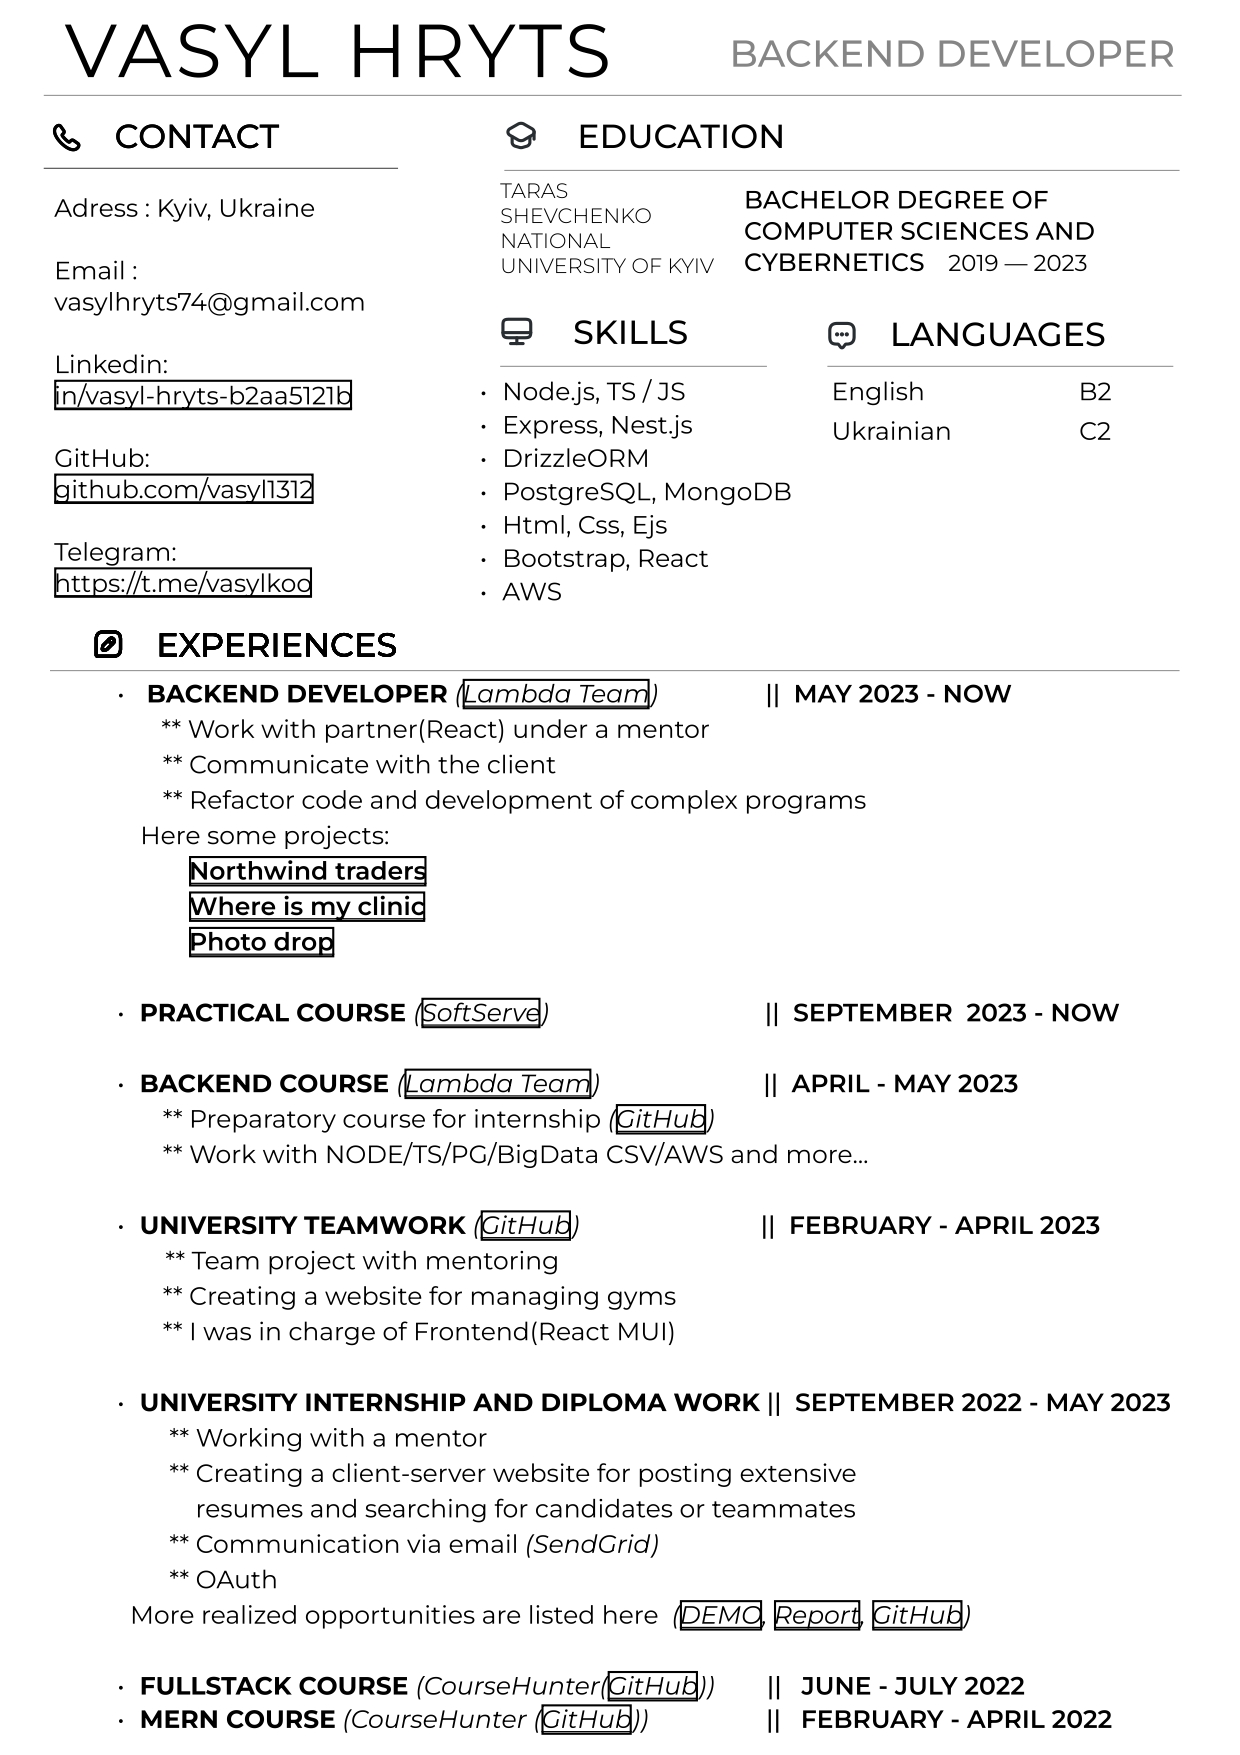 VASYL HRYTS
BACKEND DEVELOPER
CONTACT
Adress : Kyiv, Ukraine
Email :
vasylhryts74@gmail.com
Linkedin:
in/vasyl-hryts-b2aa5121b
GitHub:
github.com/vasyl1312
Telegram:
https://t.me/vasylkoo
EDUCATION
TARAS
SHEVCHENKO
NATIONAL
UNIVERSITY OF KYIV
BACHELOR DEGREE OF
COMPUTER SCIENCES AND
CYBERNETICS 2019 — 2023
SKILLS
• Node.js, TS / JS
• Express, Nest.js
• DrizzleORM
• PostgreSQL, MongoDB
• Html, Css, Ejs
• Bootstrap, React
• AWS
LANGUAGES
English B2
Ukrainian C2
EXPERIENCES
• BACKEND DEVELOPER (Lambda Team) || MAY 2023 - NOW
** Work with partner(React) under a mentor
** Communicate with the client
** Refactor code and development of complex programs
Here some projects:
Northwind traders
Where is my clinic
Photo drop
• PRACTICAL COURSE (SoftServe) || SEPTEMBER 2023 - NOW
• BACKEND COURSE (Lambda Team) || APRIL - MAY 2023
** Preparatory course for internship (GitHub)
** Work with NODE/TS/PG/BigData CSV/AWS and more...
• UNIVERSITY TEAMWORK (GitHub) || FEBRUARY - APRIL 2023
** Team project with mentoring
** Creating a website for managing gyms
** I was in charge of Frontend(React MUI)
• UNIVERSITY INTERNSHIP AND DIPLOMA WORK || SEPTEMBER 2022 - MAY 2023
** Working with a mentor
** Creating a client-server website for posting extensive
resumes and searching for candidates or teammates
** Communication via email (SendGrid)
** OAuth
More realized opportunities are listed here (DEMO, Report, GitHub)
• FULLSTACK COURSE (CourseHunter(GitHub)) || JUNE - JULY 2022
• MERN COURSE (CourseHunter (GitHub)) || FEBRUARY - APRIL 2022